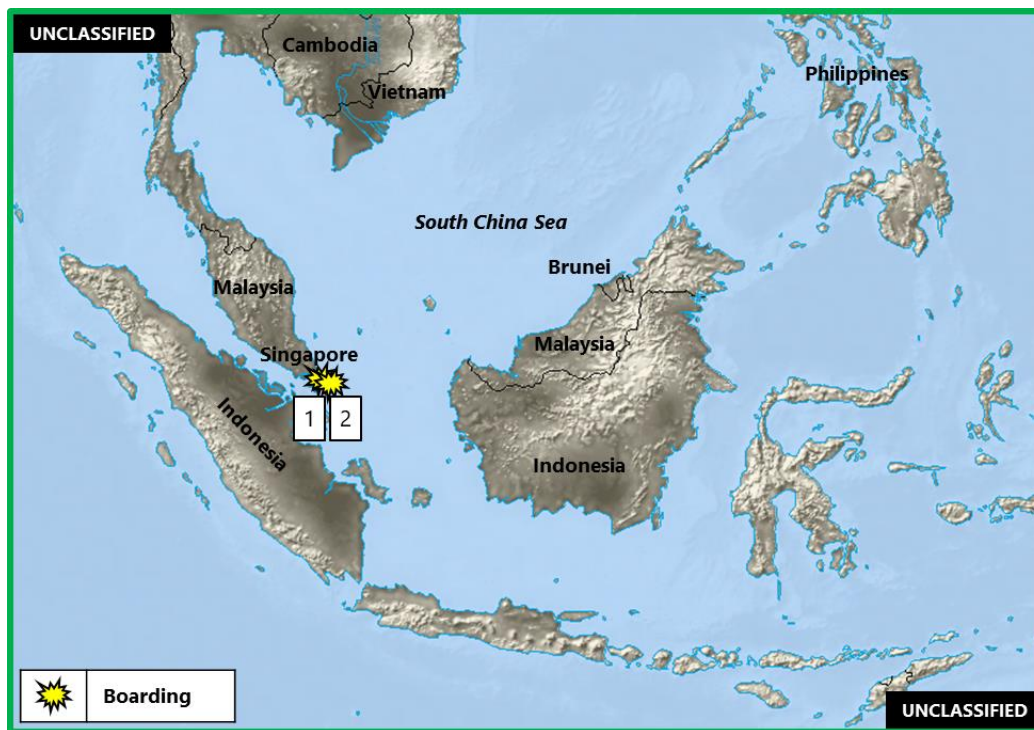 UNCLASSIFIED
Cambodia
Vietnam
Philippines
South China Sea
Brunei
Malaysia
Malaysia
Singapore
1
2
Indonesia
Indonesia
Boarding
UNCLASSIFIED